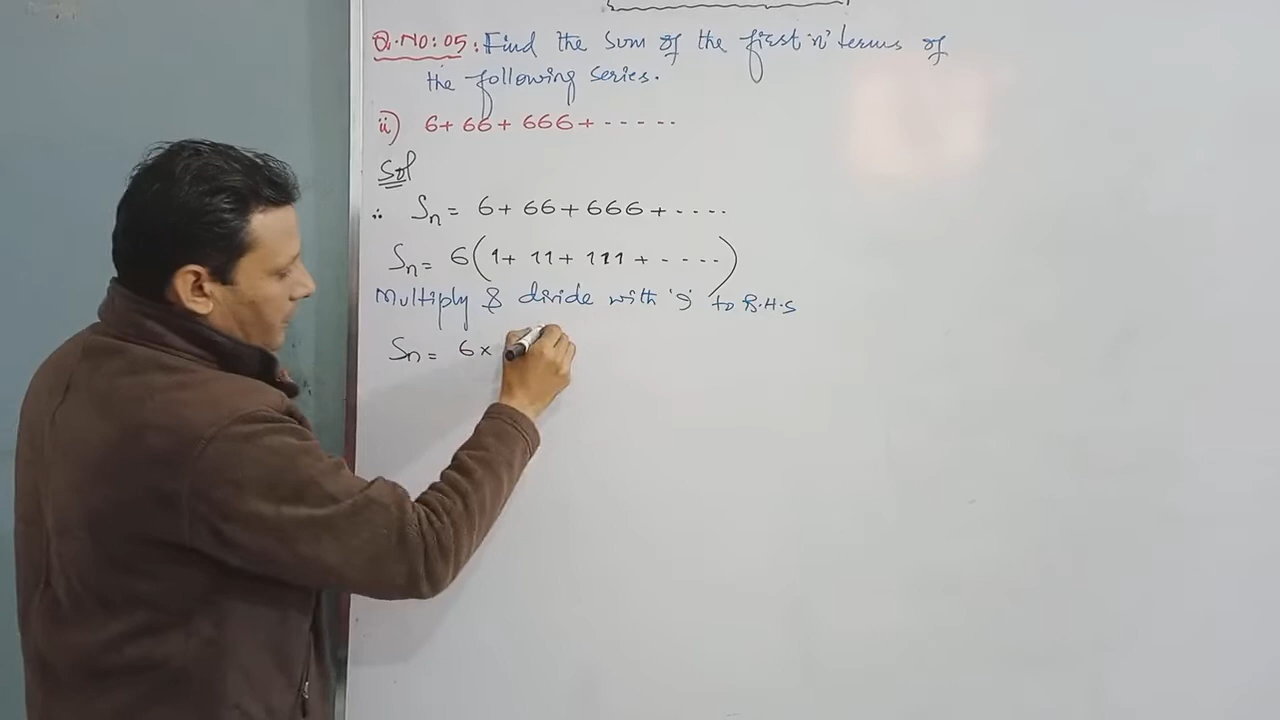 Q.NO:05: Find the sum of the first 'n' terms of
the following series.
ii) 6+ 66+ 666+ - - - - -
Sol
∴ Sn = 6+ 66+ 666+ - - - -
Sn = 6(1+ 11+ 111 + - - - - -)
Multiply & divide with '9' to R.H.S
Sn = 6×